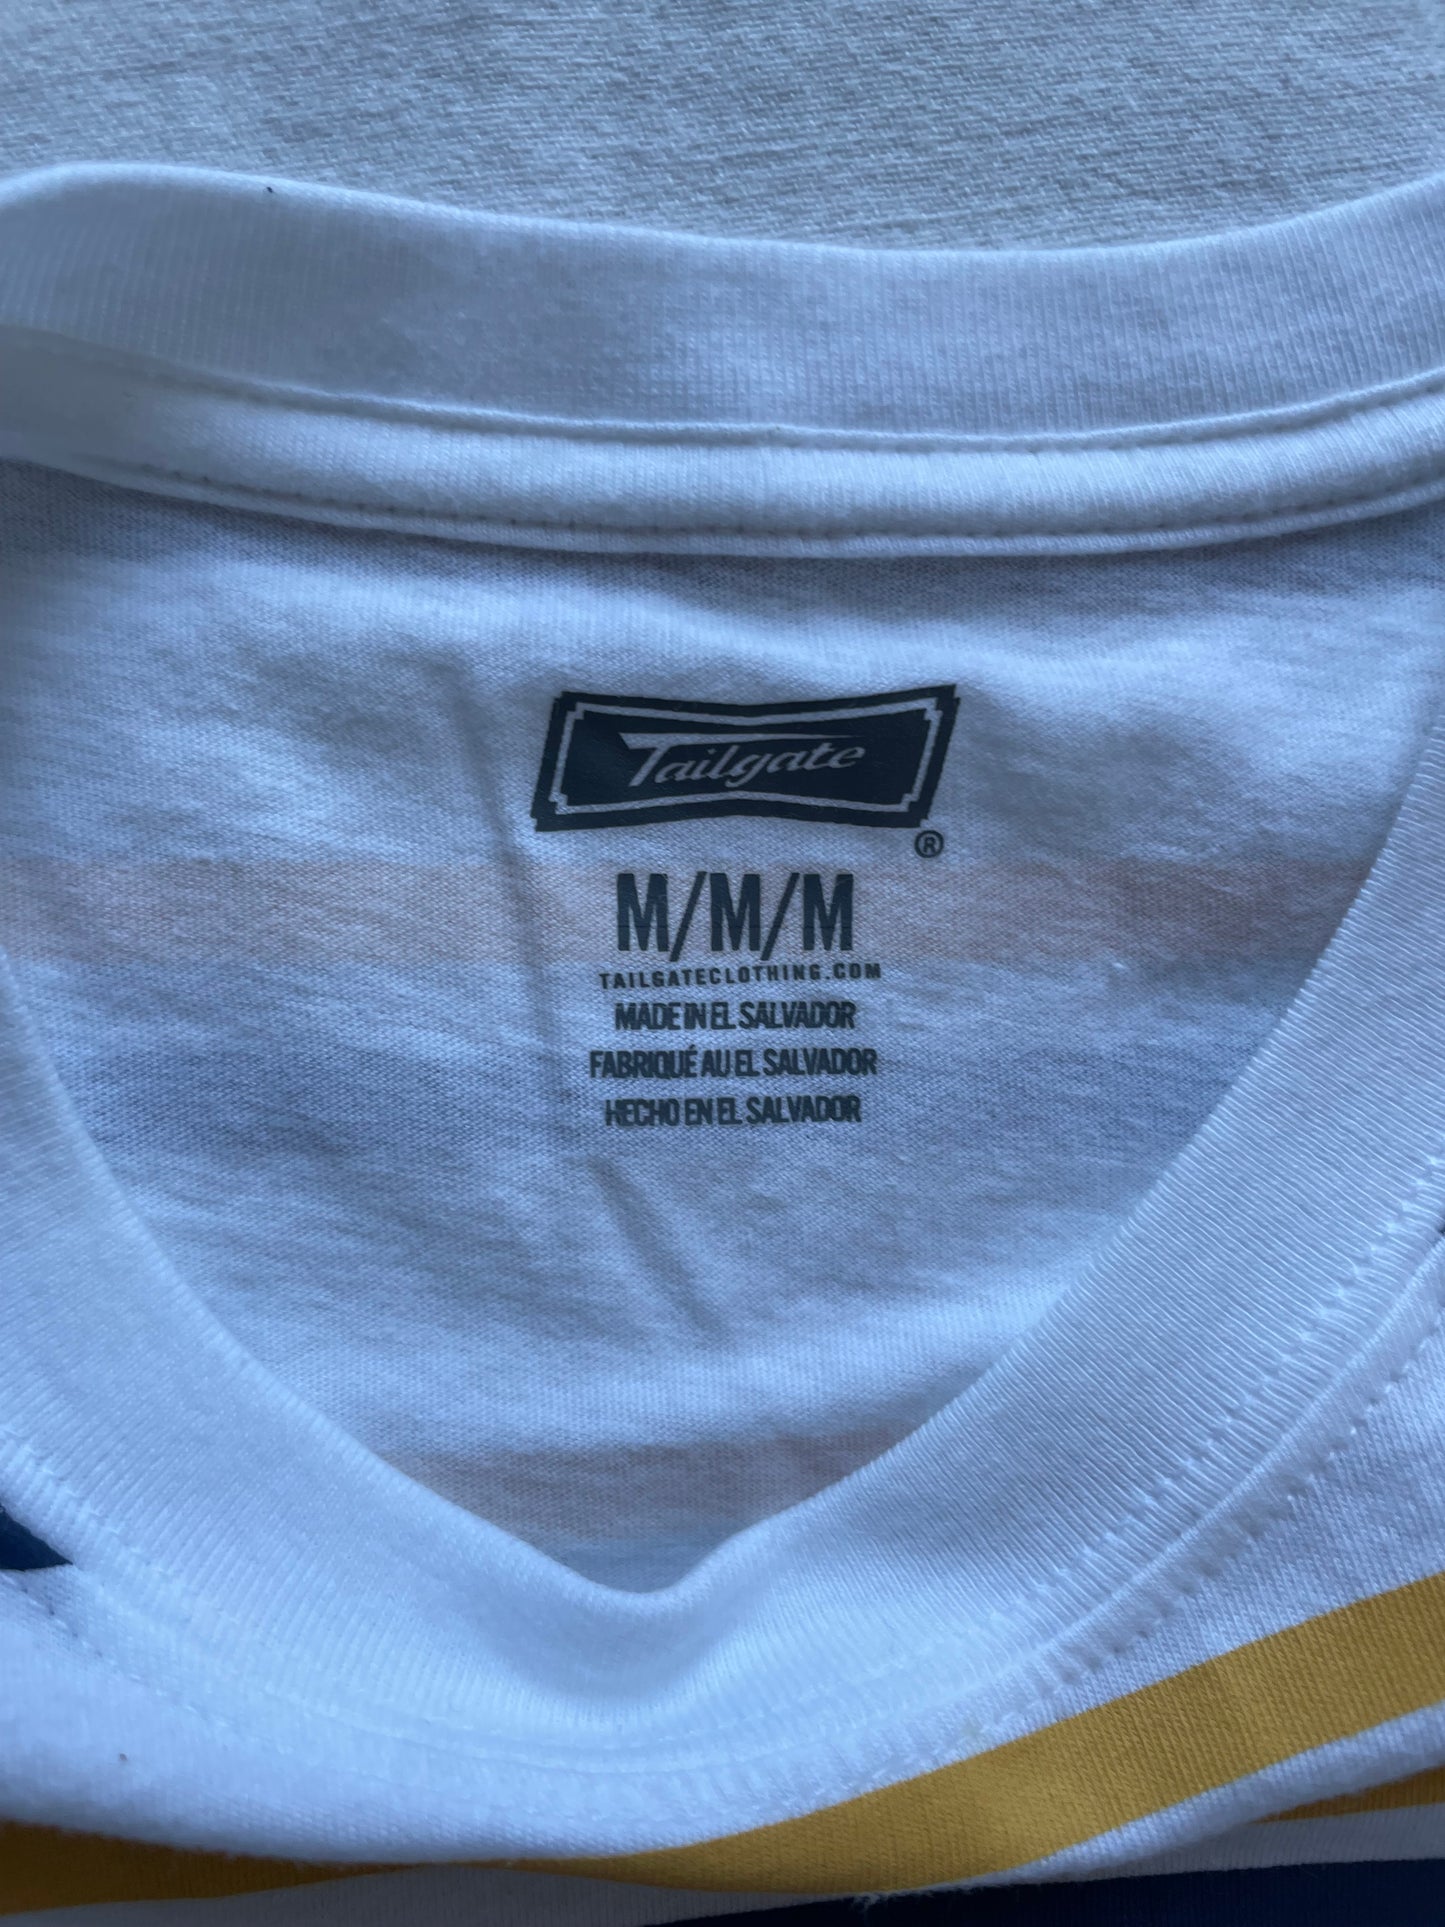 Tailgate
®
M/M/M
TAILGATECLOTHING.COM
MADE IN EL SALVADOR
FABRIQUÉ AU EL SALVADOR
HECHO EN EL SALVADOR